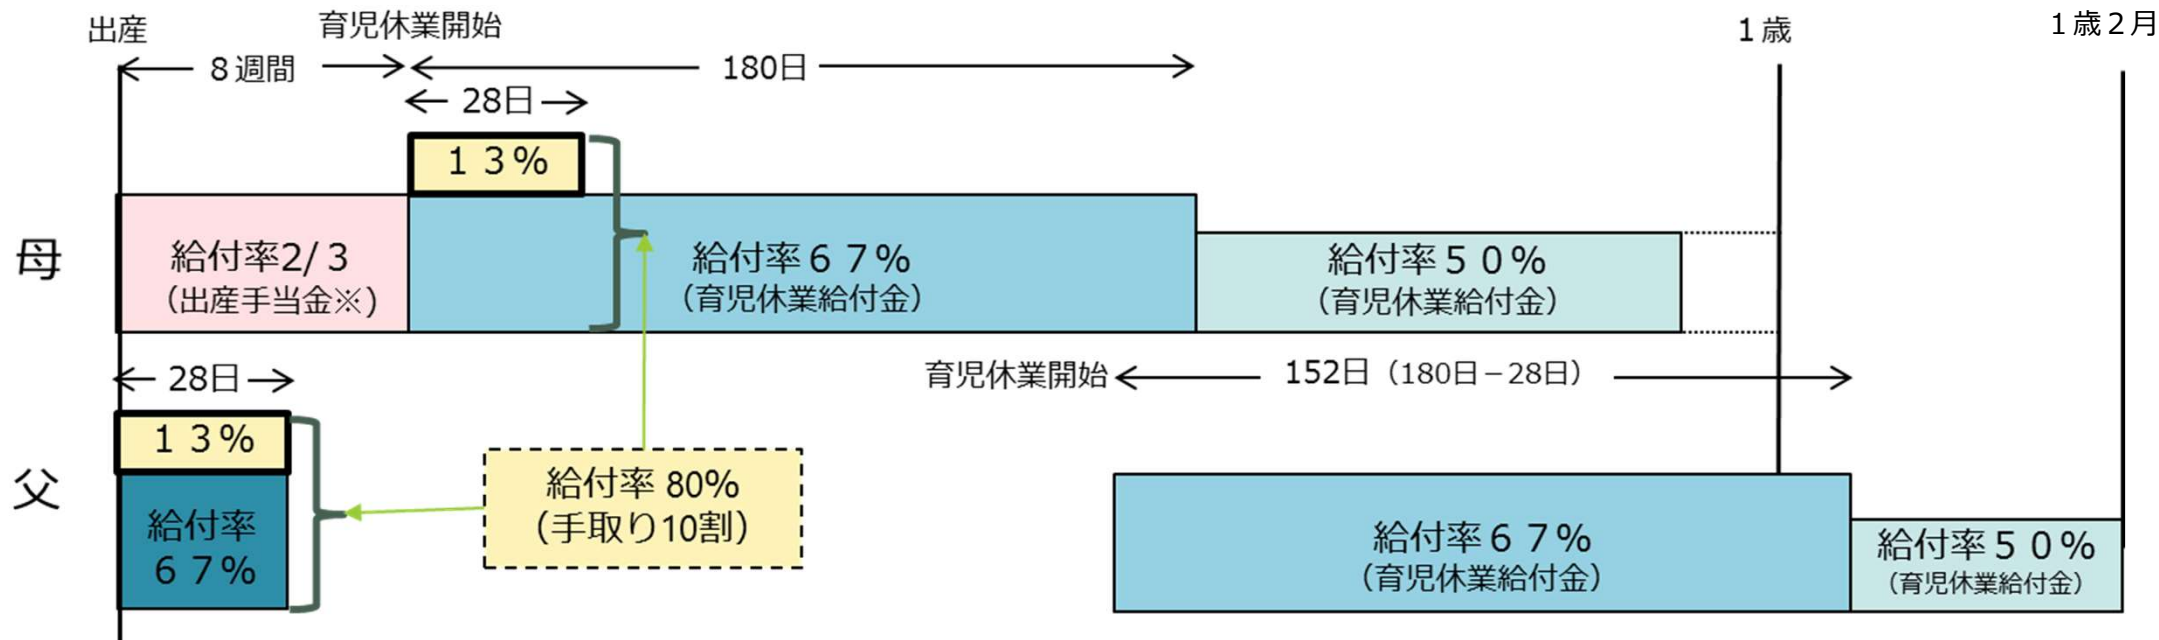 出産
育児休業開始
１歳
１歳２月
８週間
180日
28日
１３%
母
給付率2/３
（出産手当金※）
給付率６７%
（育児休業給付金）
給付率５０%
（育児休業給付金）
28日
育児休業開始
152日（180日－28日）
１３%
父
給付率
６７%
給付率 80%
（手取り10割）
給付率６７%
（育児休業給付金）
給付率５０%
（育児休業給付金）